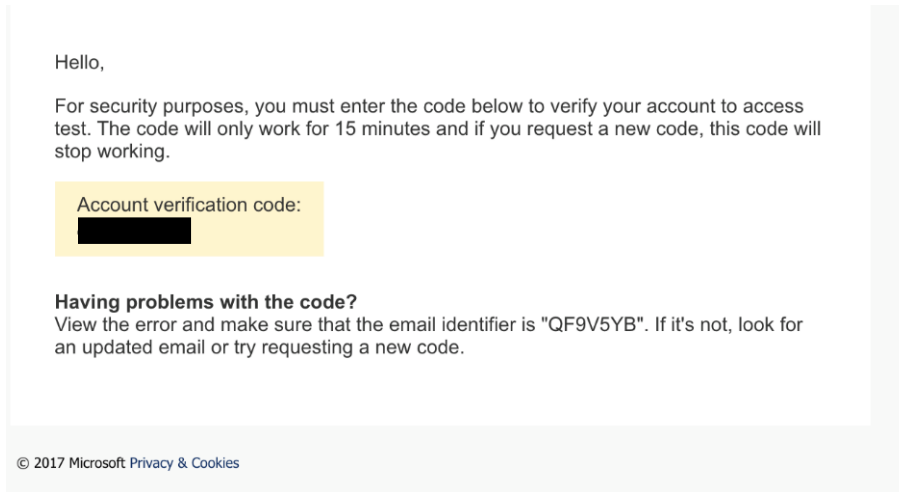 Hello,
For security purposes, you must enter the code below to verify your account to access
test. The code will only work for 15 minutes and if you request a new code, this code will
stop working.
Account verification code:
Having problems with the code?
View the error and make sure that the email identifier is "QF9V5YB". If it's not, look for
an updated email or try requesting a new code.
© 2017 Microsoft Privacy & Cookies